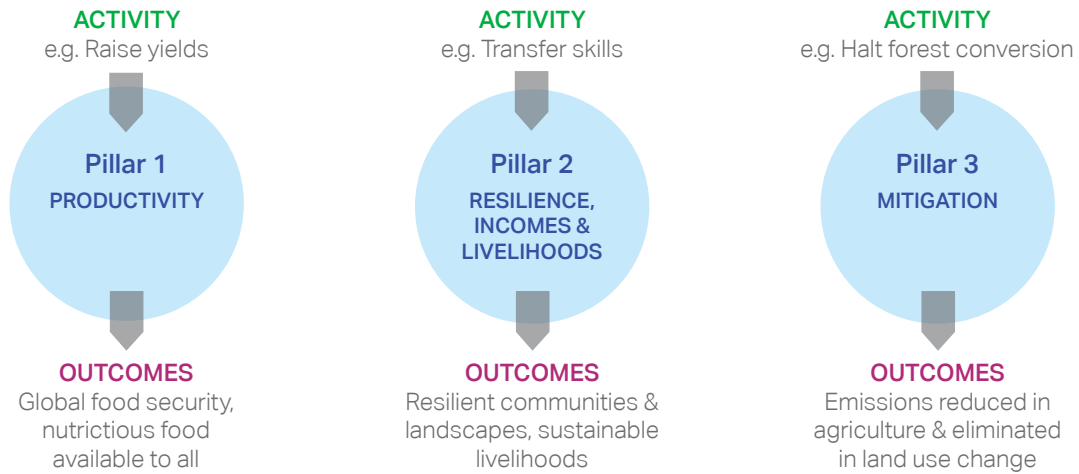 ACTIVITY
e.g. Raise yields
Pillar 1
PRODUCTIVITY
OUTCOMES
Global food security,
nutrictious food
available to all
ACTIVITY
e.g. Transfer skills
Pillar 2
RESILIENCE,
INCOMES &
LIVELIHOODS
OUTCOMES
Resilient communities &
landscapes, sustainable
livelihoods
ACTIVITY
e.g. Halt forest conversion
Pillar 3
MITIGATION
OUTCOMES
Emissions reduced in
agriculture & eliminated
in land use change